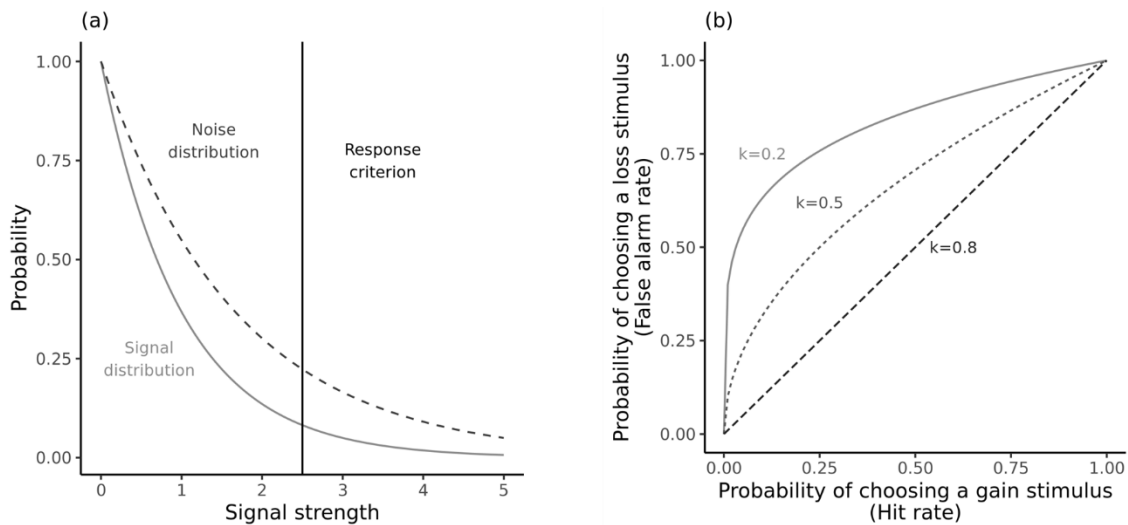 (a)
1.00
0.75
0.50
0.25
0.00
Probability
Noise
distribution
Response
criterion
Signal
distribution
0 1 2 3 4 5
Signal strength
(b)
Probability of choosing a loss stimulus
(False alarm rate)
1.00
0.75
0.50
0.25
0.00
k=0.2
k=0.5
k=0.8
0.00 0.25 0.50 0.75 1.00
Probability of choosing a gain stimulus
(Hit rate)